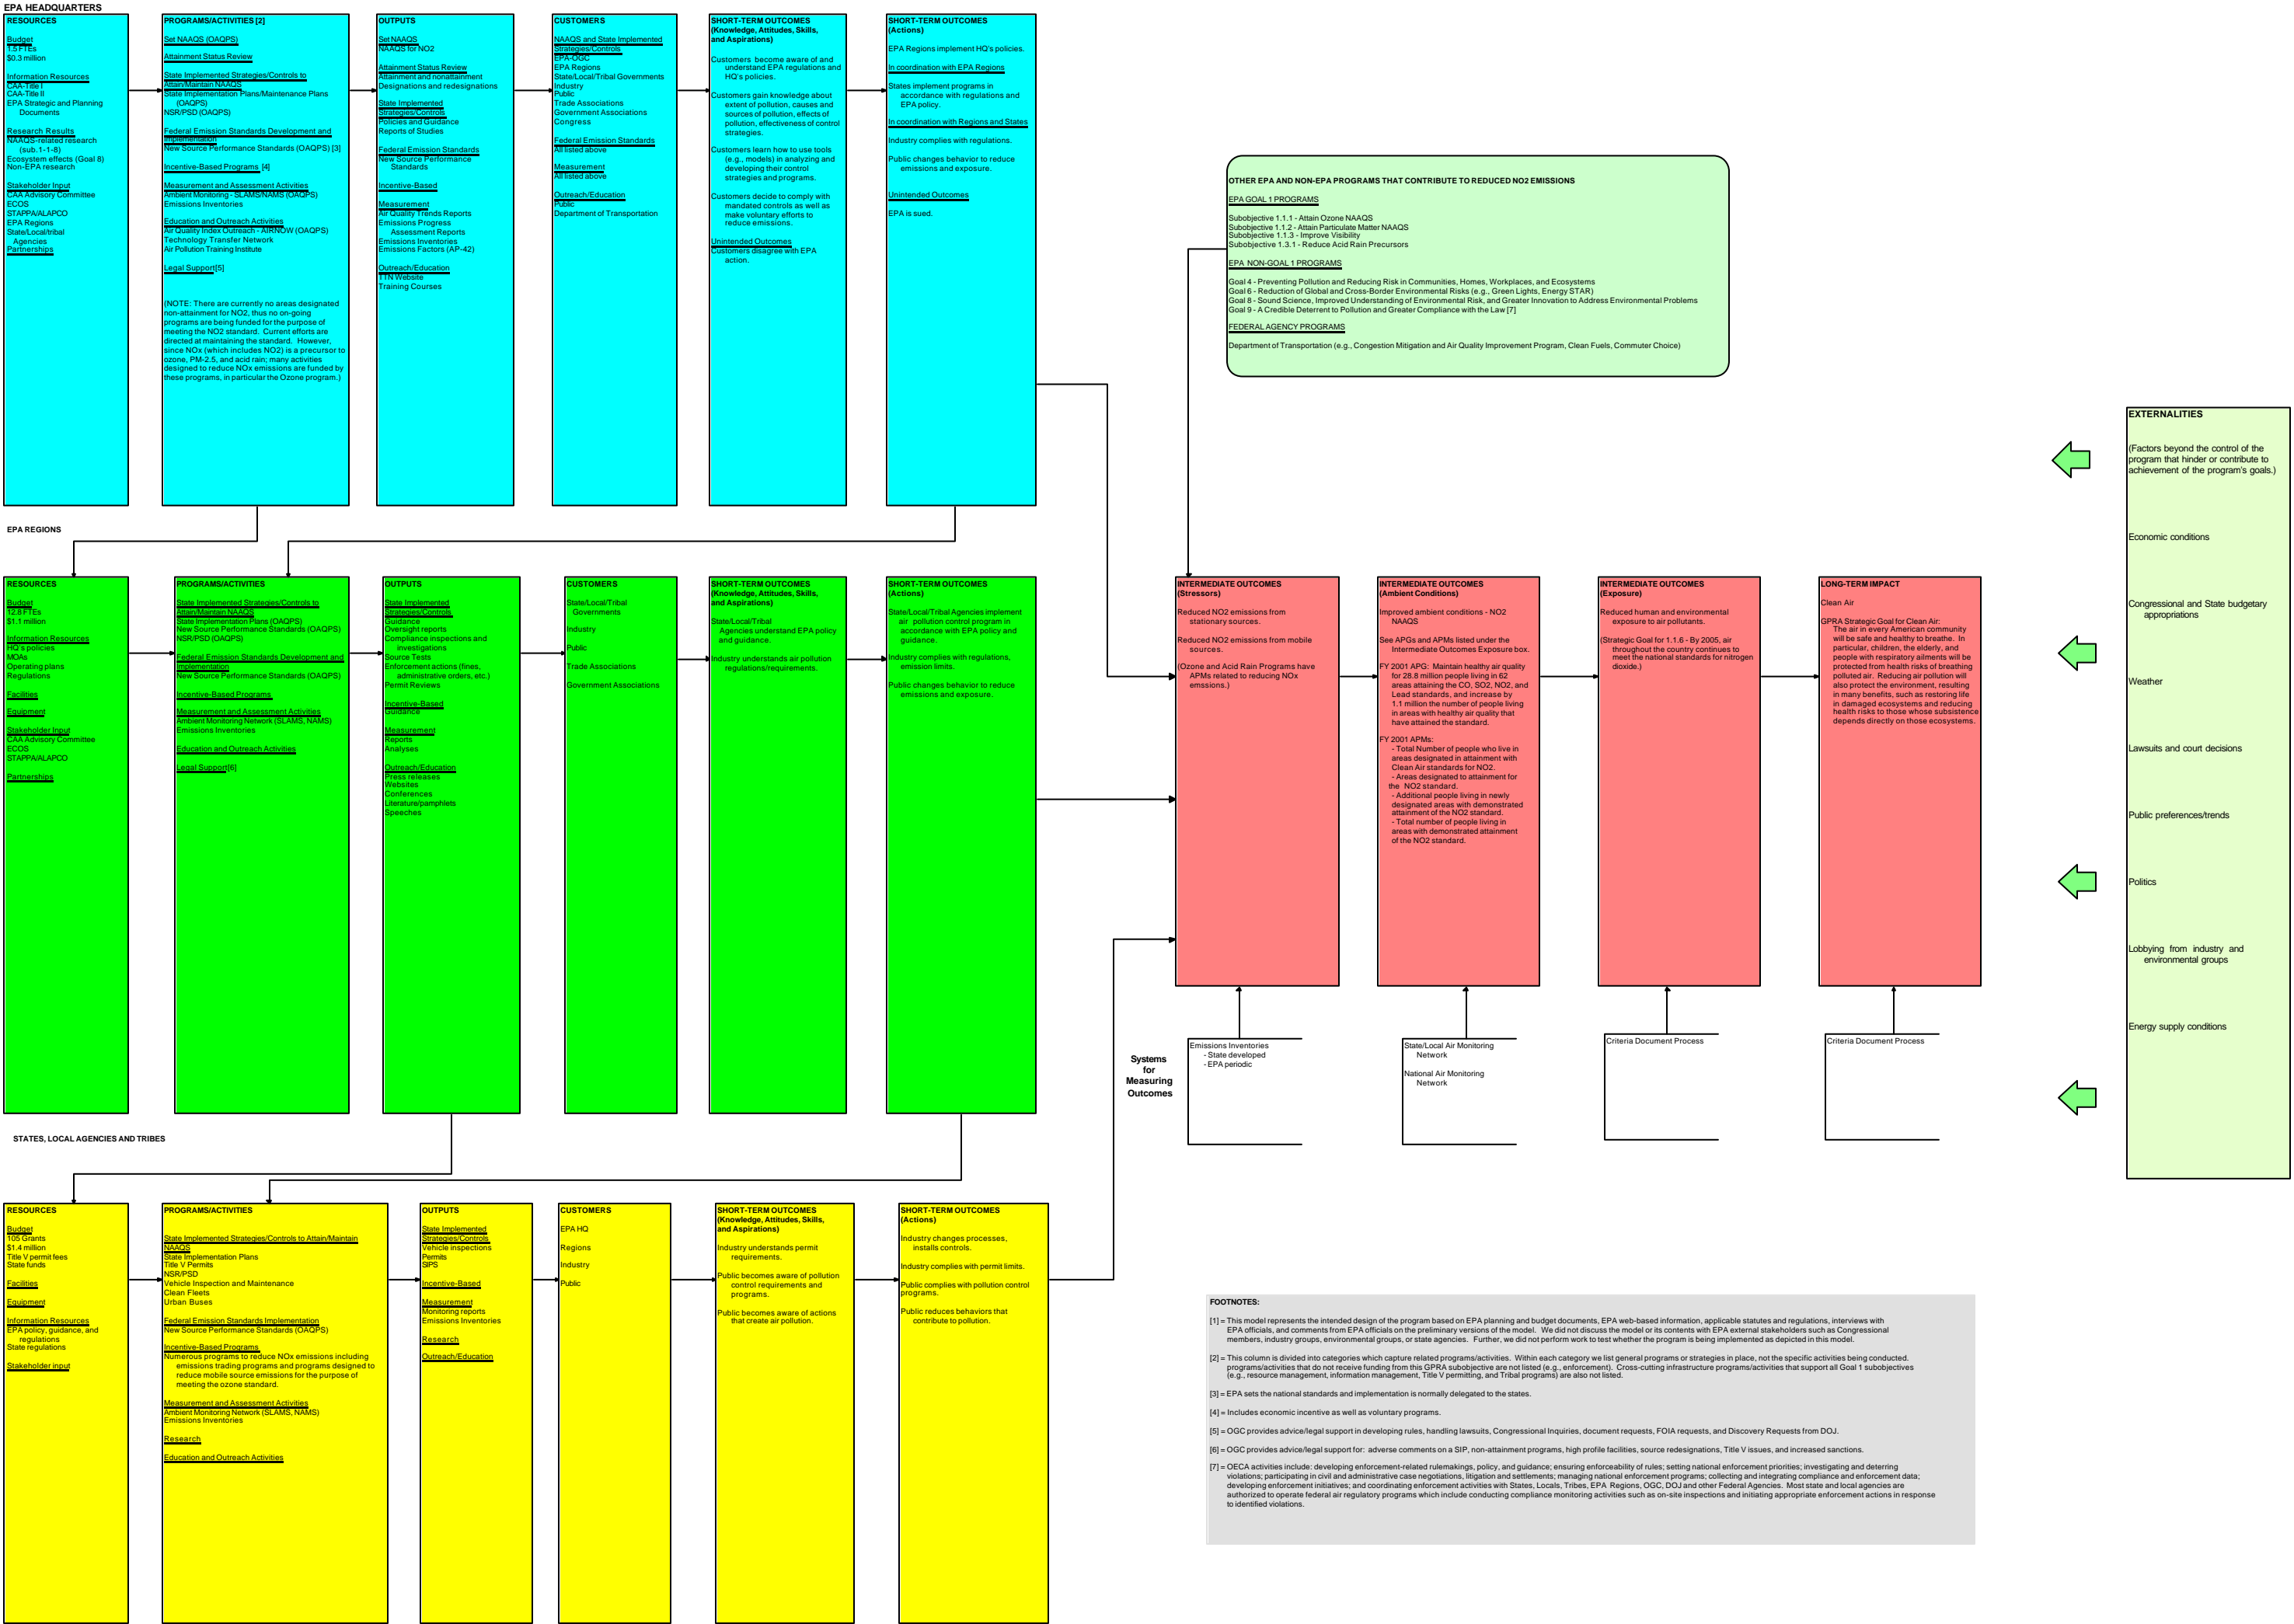 EPA HEADQUARTERS
RESOURCES
Budget
1.5 FTEs
$0.3 million
Information Resources
CAA-Title I
CAA-Title II
EPA Strategic and Planning
Documents
Research Results
NAAQS-related research
(sub.1-1-8)
Ecosystem effects (Goal 8)
Non-EPA research
Stakeholder Input
CAA Advisory Committee
ECOS
STAPPA/ALAPCO
EPA Regions
State/Local/tribal
Agencies
Partnerships
PROGRAMS/ACTIVITIES [2]
Set NAAQS (OAQPS)
Attainment Status Review
State Implemented Strategies/Controls to
Attain/Maintain NAAQS
State Implementation Plans/Maintenance Plans
(OAQPS)
NSR/PSD (OAQPS)
Federal Emission Standards Development and
Implementation
New Source Performance Standards (OAQPS) [3]
Incentive-Based Programs [4]
Measurement and Assessment Activities
Ambient Monitoring - SLAMS/NAMS (OAQPS)
Emissions Inventories
Education and Outreach Activities
Air Quality Index Outreach - AIRNOW (OAQPS)
Technology Transfer Network
Air Pollution Training Institute
Legal Support[5]
(NOTE: There are currently no areas designated
non-attainment for NO2, thus no on-going
programs are being funded for the purpose of
meeting the NO2 standard. Current efforts are
directed at maintaining the standard. However,
since NOx (which includes NO2) is a precursor to
ozone, PM-2.5, and acid rain; many activities
designed to reduce NOx emissions are funded by
these programs, in particular the Ozone program.)
OUTPUTS
Set NAAQS
NAAQS for NO2
Attainment Status Review
Attainment and nonattainment
Designations and redesignations
State Implemented
Strategies/Controls
Policies and Guidance
Reports of Studies
Federal Emission Standards
New Source Performance
Standards
Incentive-Based
Measurement
Air Quality Trends Reports
Emissions Progress
Assessment Reports
Emissions Inventories
Emissions Factors (AP-42)
Outreach/Education
TTN Website
Training Courses
CUSTOMERS
NAAQS and State Implemented
Strategies/Controls
EPA-OGC
EPA Regions
State/Local/Tribal Governments
Industry
Public
Trade Associations
Government Associations
Congress
Federal Emission Standards
All listed above
Measurement
All listed above
Outreach/Education
Public
Department of Transportation
SHORT-TERM OUTCOMES
(Knowledge, Attitudes, Skills,
and Aspirations)
Customers become aware of and
understand EPA regulations and
HQ's policies.
Customers gain knowledge about
extent of pollution, causes and
sources of pollution, effects of
pollution, effectiveness of control
strategies.
Customers learn how to use tools
(e.g., models) in analyzing and
developing their control
strategies and programs.
Customers decide to comply with
mandated controls as well as
make voluntary efforts to
reduce emissions.
Unintended Outcomes
Customers disagree with EPA
action.
SHORT-TERM OUTCOMES
(Actions)
EPA Regions implement HQ's policies.
In coordination with EPA Regions
States implement programs in
accordance with regulations and
EPA policy.
In coordination with Regions and States
Industry complies with regulations.
Public changes behavior to reduce
emissions and exposure.
Unintended Outcomes
EPA is sued.
OTHER EPA AND NON-EPA PROGRAMS THAT CONTRIBUTE TO REDUCED NO2 EMISSIONS
EPA GOAL 1 PROGRAMS
Subobjective 1.1.1 - Attain Ozone NAAQS
Subobjective 1.1.2 - Attain Particulate Matter NAAQS
Subobjective 1.1.3 - Improve Visibility
Subobjective 1.3.1 - Reduce Acid Rain Precursors
EPA NON-GOAL 1 PROGRAMS
Goal 4 - Preventing Pollution and Reducing Risk in Communities, Homes, Workplaces, and Ecosystems
Goal 6 - Reduction of Global and Cross-Border Environmental Risks (e.g., Green Lights, Energy STAR)
Goal 8 - Sound Science, Improved Understanding of Environmental Risk, and Greater Innovation to Address Environmental Problems
Goal 9 - A Credible Deterrent to Pollution and Greater Compliance with the Law [7]
FEDERAL AGENCY PROGRAMS
Department of Transportation (e.g., Congestion Mitigation and Air Quality Improvement Program, Clean Fuels, Commuter Choice)
EXTERNALITIES
(Factors beyond the control of the
program that hinder or contribute to
achievement of the program's goals.)
Economic conditions
Congressional and State budgetary
appropriations
Weather
Lawsuits and court decisions
Public preferences/trends
Politics
Lobbying from industry and
environmental groups
Energy supply conditions
EPA REGIONS
RESOURCES
Budget
12.8 FTEs
$1.1 million
Information Resources
HQ's policies
MOAs
Operating plans
Regulations
Facilities
Equipment
Stakeholder Input
CAA Advisory Committee
ECOS
STAPPA/ALAPCO
Partnerships
PROGRAMS/ACTIVITIES
State Implemented Strategies/Controls to
Attain/Maintain NAAQS
State Implementation Plans (OAQPS)
New Source Performance Standards (OAQPS)
NSR/PSD (OAQPS)
Federal Emission Standards Development and
Implementation
New Source Performance Standards (OAQPS)
Incentive-Based Programs
Measurement and Assessment Activities
Ambient Monitoring Network (SLAMS, NAMS)
Emissions Inventories
Education and Outreach Activities
Legal Support[6]
OUTPUTS
State Implemented
Strategies/Controls
Guidance
Oversight reports
Compliance inspections and
investigations
Source Tests
Enforcement actions (fines,
administrative orders, etc.)
Permit Reviews
Incentive-Based
Guidance
Measurement
Reports
Analyses
Outreach/Education
Press releases
Websites
Conferences
Literature/pamphlets
Speeches
CUSTOMERS
State/Local/Tribal
Governments
Industry
Public
Trade Associations
Government Associations
SHORT-TERM OUTCOMES
(Knowledge, Attitudes, Skills,
and Aspirations)
State/Local/Tribal
Agencies understand EPA policy
and guidance.
Industry understands air pollution
regulations/requirements.
SHORT-TERM OUTCOMES
(Actions)
State/Local/Tribal Agencies implement
air pollution control program in
accordance with EPA policy and
guidance.
Industry complies with regulations,
emission limits.
Public changes behavior to reduce
emissions and exposure.
INTERMEDIATE OUTCOMES
(Stressors)
Reduced NO2 emissions from
stationary sources.
Reduced NO2 emissions from mobile
sources.
(Ozone and Acid Rain Programs have
APMs related to reducing NOx
emssions.)
INTERMEDIATE OUTCOMES
(Ambient Conditions)
Improved ambient conditions - NO2
NAAQS
See APGs and APMs listed under the
Intermediate Outcomes Exposure box.
FY 2001 APG: Maintain healthy air quality
for 28.8 million people living in 62
areas attaining the CO, SO2, NO2, and
Lead standards, and increase by
1.1 million the number of people living
in areas with healthy air quality that
have attained the standard.
FY 2001 APMs:
- Total Number of people who live in
areas designated in attainment with
Clean Air standards for NO2.
- Areas designated to attainment for
the NO2 standard.
- Additional people living in newly
designated areas with demonstrated
attainment of the NO2 standard.
- Total number of people living in
areas with demonstrated attainment
of the NO2 standard.
INTERMEDIATE OUTCOMES
(Exposure)
Reduced human and environmental
exposure to air pollutants.
(Strategic Goal for 1.1.6 - By 2005, air
throughout the country continues to
meet the national standards for nitrogen
dioxide.)
LONG-TERM IMPACT
Clean Air
GPRA Strategic Goal for Clean Air:
The air in every American community
will be safe and healthy to breathe. In
particular, children, the elderly, and
people with respiratory ailments will be
protected from health risks of breathing
polluted air. Reducing air pollution will
also protect the environment, resulting
in many benefits, such as restoring life
in damaged ecosystems and reducing
health risks to those whose subsistence
depends directly on those ecosystems.
Systems
for
Measuring
Outcomes
Emissions Inventories
- State developed
- EPA periodic
State/Local Air Monitoring
Network
National Air Monitoring
Network
Criteria Document Process
Criteria Document Process
STATES, LOCAL AGENCIES AND TRIBES
RESOURCES
Budget
105 Grants
$1.4 million
Title V permit fees
State funds
Facilities
Equipment
Information Resources
EPA policy, guidance, and
regulations
State regulations
Stakeholder input
PROGRAMS/ACTIVITIES
State Implemented Strategies/Controls to Attain/Maintain
NAAQS
State Implementation Plans
Title V Permits
NSR/PSD
Vehicle Inspection and Maintenance
Clean Fleets
Urban Buses
Federal Emission Standards Implementation
New Source Performance Standards (OAQPS)
Incentive-Based Programs
Numerous programs to reduce NOx emissions including
emissions trading programs and programs designed to
reduce mobile source emissions for the purpose of
meeting the ozone standard.
Measurement and Assessment Activities
Ambient Monitoring Network (SLAMS, NAMS)
Emissions Inventories
Research
Education and Outreach Activities
OUTPUTS
State Implemented
Strategies/Controls
Vehicle inspections
Permits
SIPS
Incentive-Based
Measurement
Monitoring reports
Emissions Inventories
Research
Outreach/Education
CUSTOMERS
EPA HQ
Regions
Industry
Public
SHORT-TERM OUTCOMES
(Knowledge, Attitudes, Skills,
and Aspirations)
Industry understands permit
requirements.
Public becomes aware of pollution
control requirements and
programs.
Public becomes aware of actions
that create air pollution.
SHORT-TERM OUTCOMES
(Actions)
Industry changes processes,
installs controls.
Industry complies with permit limits.
Public complies with pollution control
programs.
Public reduces behaviors that
contribute to pollution.
FOOTNOTES:
[1] = This model represents the intended design of the program based on EPA planning and budget documents, EPA web-based information, applicable statutes and regulations, interviews with
EPA officials, and comments from EPA officials on the preliminary versions of the model. We did not discuss the model or its contents with EPA external stakeholders such as Congressional
members, industry groups, environmental groups, or state agencies. Further, we did not perform work to test whether the program is being implemented as depicted in this model.
[2] = This column is divided into categories which capture related programs/activities. Within each category we list general programs or strategies in place, not the specific activities being conducted.
programs/activities that do not receive funding from this GPRA subobjective are not listed (e.g., enforcement). Cross-cutting infrastructure programs/activities that support all Goal 1 subobjectives
(e.g., resource management, information management, Title V permitting, and Tribal programs) are also not listed.
[3] = EPA sets the national standards and implementation is normally delegated to the states.
[4] = Includes economic incentive as well as voluntary programs.
[5] = OGC provides advice/legal support in developing rules, handling lawsuits, Congressional Inquiries, document requests, FOIA requests, and Discovery Requests from DOJ.
[6] = OGC provides advice/legal support for: adverse comments on a SIP, non-attainment programs, high profile facilities, source redesignations, Title V issues, and increased sanctions.
[7] = OECA activities include: developing enforcement-related rulemakings, policy, and guidance; ensuring enforceability of rules; setting national enforcement priorities; investigating and deterring
violations; participating in civil and administrative case negotiations, litigation and settlements; managing national enforcement programs; collecting and integrating compliance and enforcement data;
developing enforcement initiatives; and coordinating enforcement activities with States, Locals, Tribes, EPA Regions, OGC, DOJ and other Federal Agencies. Most state and local agencies are
authorized to operate federal air regulatory programs which include conducting compliance monitoring activities such as on-site inspections and initiating appropriate enforcement actions in response
to identified violations.